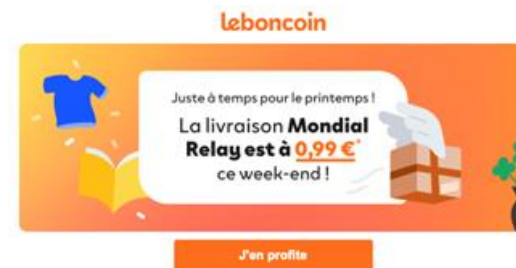 leboncoin
Juste à temps pour le printemps !
La livraison Mondial
Relay est à 0,99 €*
ce week-end !
J'en profite